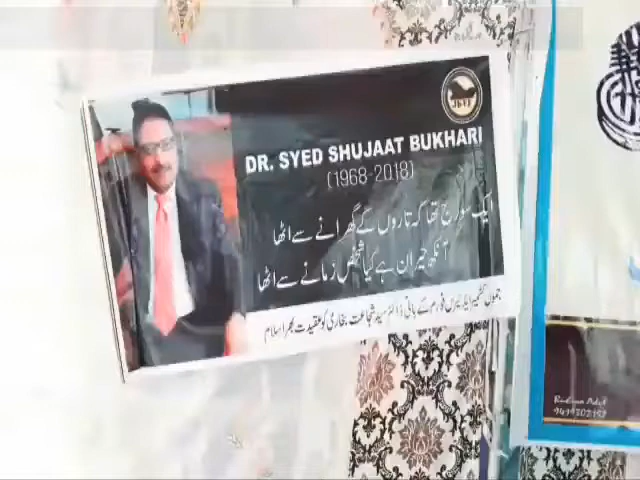 DR. SYED SHUJAAT BUKHARI
(1968-2018)
ایک سورج تھا کہ تاروں کے گھرانے سے اٹھا
آنکھ حیران ہے کیا شخص زمانے سے اٹھا
جموں کشمیر ایڈیٹرس فورم کے بانی ڈاکٹر سید شجاعت بخاری کو عقیدت بھرا سلام